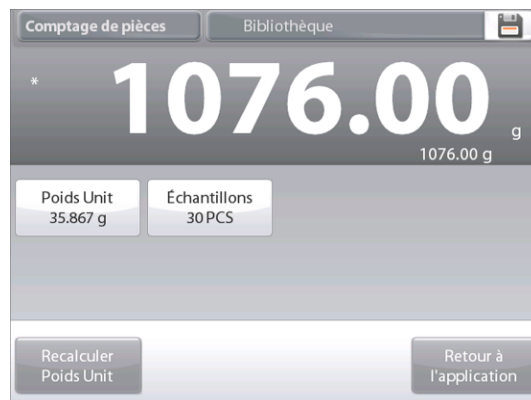 Comptage de pièces
Bibliothèque
*
1076.00 g
1076.00 g
Poids Unit
35.867 g
Échantillons
30 PCS
Recalculer
Poids Unit
Retour à
l'application